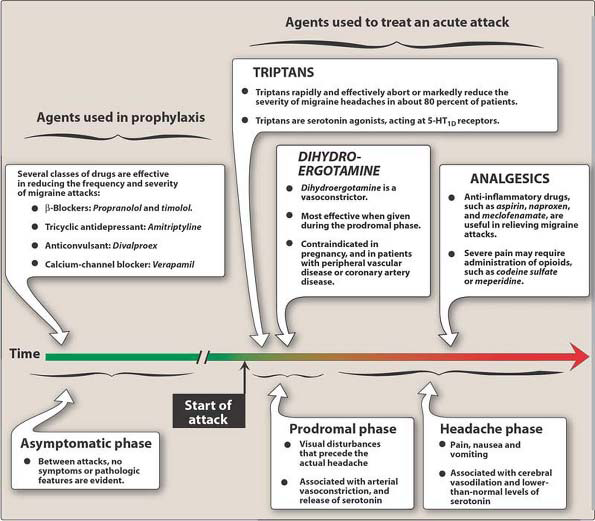 Agents used to treat an acute attack
TRIPTANS
● Triptans rapidly and effectively abort or markedly reduce the
severity of migraine headaches in about 80 percent of patients.
● Triptans are serotonin agonists, acting at 5-HT1D receptors.
Agents used in prophylaxis
Several classes of drugs are effective
in reducing the frequency and severity
of migraine attacks:
● β-Blockers: Propranolol and timolol.
● Tricyclic antidepressant: Amitriptyline
● Anticonvulsant: Divalproex
● Calcium-channel blocker: Verapamil
DIHYDRO-
ERGOTAMINE
● Dihydroergotamine is a
vasoconstrictor.
● Most effective when given
during the prodromal phase.
● Contraindicated in
pregnancy, and in patients
with peripheral vascular
disease or coronary artery
disease.
ANALGESICS
● Anti-inflammatory drugs,
such as aspirin, naproxen,
and meclofenamate, are
useful in relieving migraine
attacks.
● Severe pain may require
administration of opioids,
such as codeine sulfate
or meperidine.
Time
Start of
attack
Asymptomatic phase
● Between attacks, no
symptoms or pathologic
features are evident.
Prodromal phase
● Visual disturbances
that precede the
actual headache
● Associated with arterial
vasoconstriction, and
release of serotonin
Headache phase
● Pain, nausea and
vomiting
● Associated with cerebral
vasodilation and lower-
than-normal levels of
serotonin